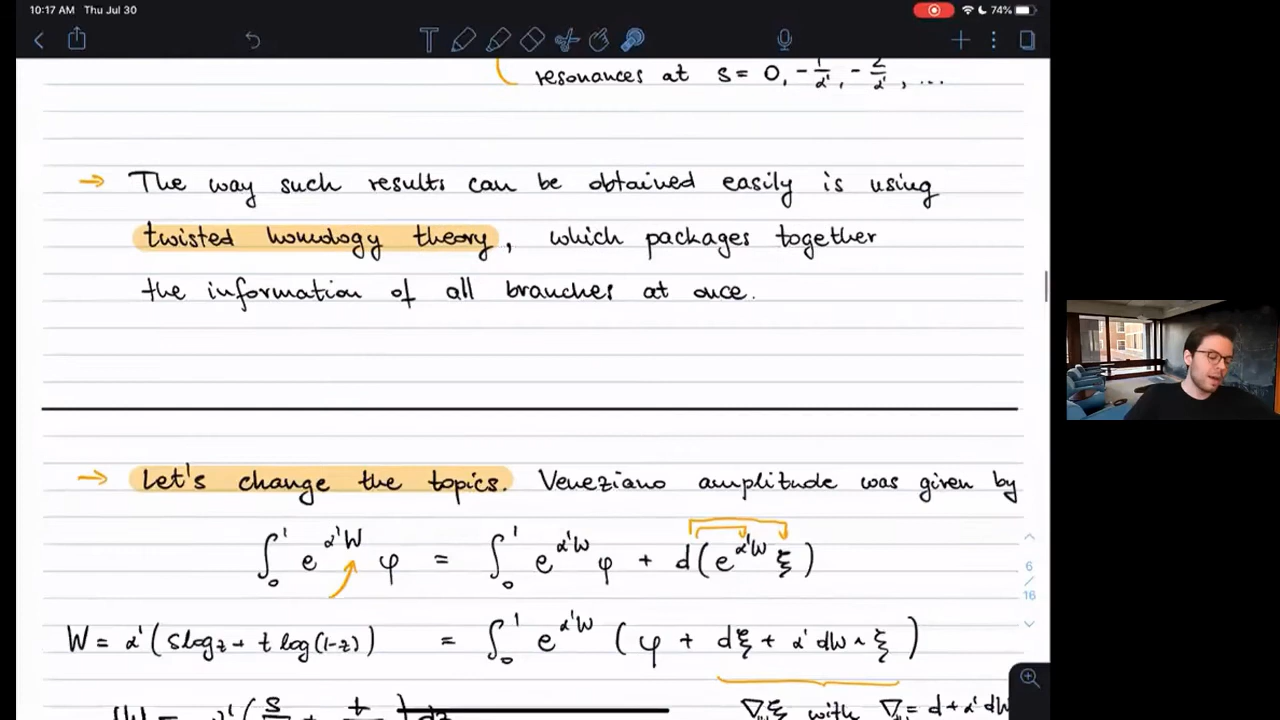 10:17 AM Thu Jul 30
74%
resonances at s = 0, -1/α', -2/α', ...
→ The way such results can be obtained easily is using
twisted homology theory, which packages together
the information of all branches at once.
→ Let's change the topics. Veneziano amplitude was given by
∫₀¹ e^{α'W} φ = ∫₀¹ e^{α'W} φ + d(e^{α'W} ξ)
W = α'(s log z + t log(1-z)) = ∫₀¹ e^{α'W} (φ + dξ + α' dW ∧ ξ)
6
/
16
∇ξ with ∇ = d + α' dW